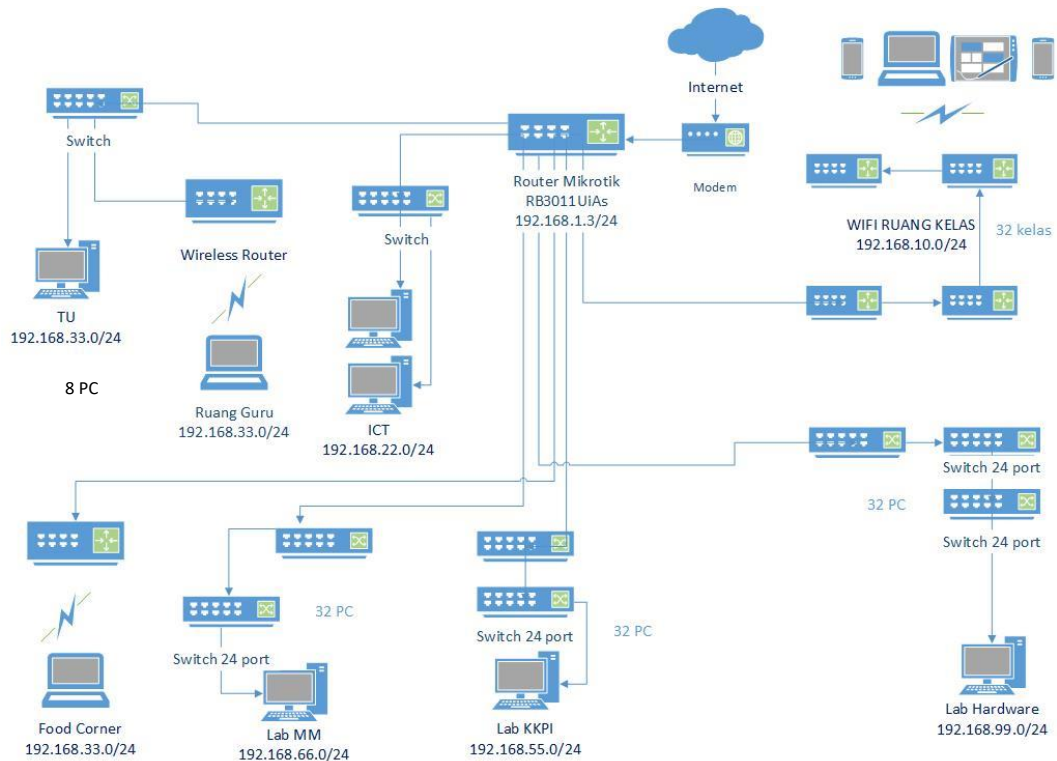 Internet
Switch
Router Mikrotik
RB3011UiAs
192.168.1.3/24
Modem
WIFI RUANG KELAS
192.168.10.0/24
32 kelas
Wireless Router
Switch
TU
192.168.33.0/24
8 PC
Ruang Guru
192.168.33.0/24
ICT
192.168.22.0/24
Switch 24 port
32 PC
Switch 24 port
32 PC
Switch 24 port
Switch 24 port
32 PC
Food Corner
192.168.33.0/24
Lab MM
192.168.66.0/24
Lab KKPI
192.168.55.0/24
Lab Hardware
192.168.99.0/24